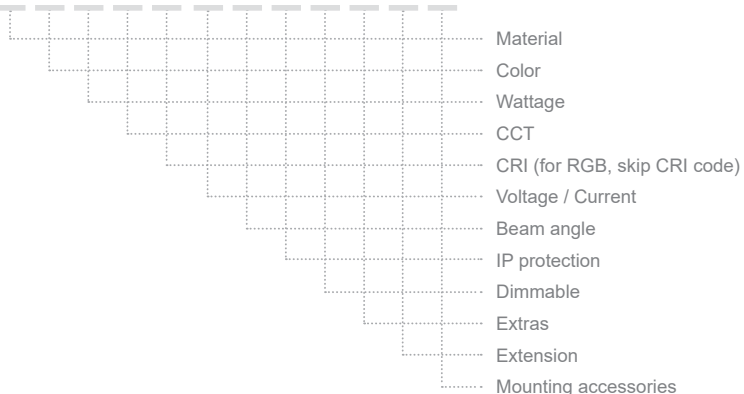 Material
Color
Wattage
CCT
CRI (for RGB, skip CRI code)
Voltage / Current
Beam angle
IP protection
Dimmable
Extras
Extension
Mounting accessories